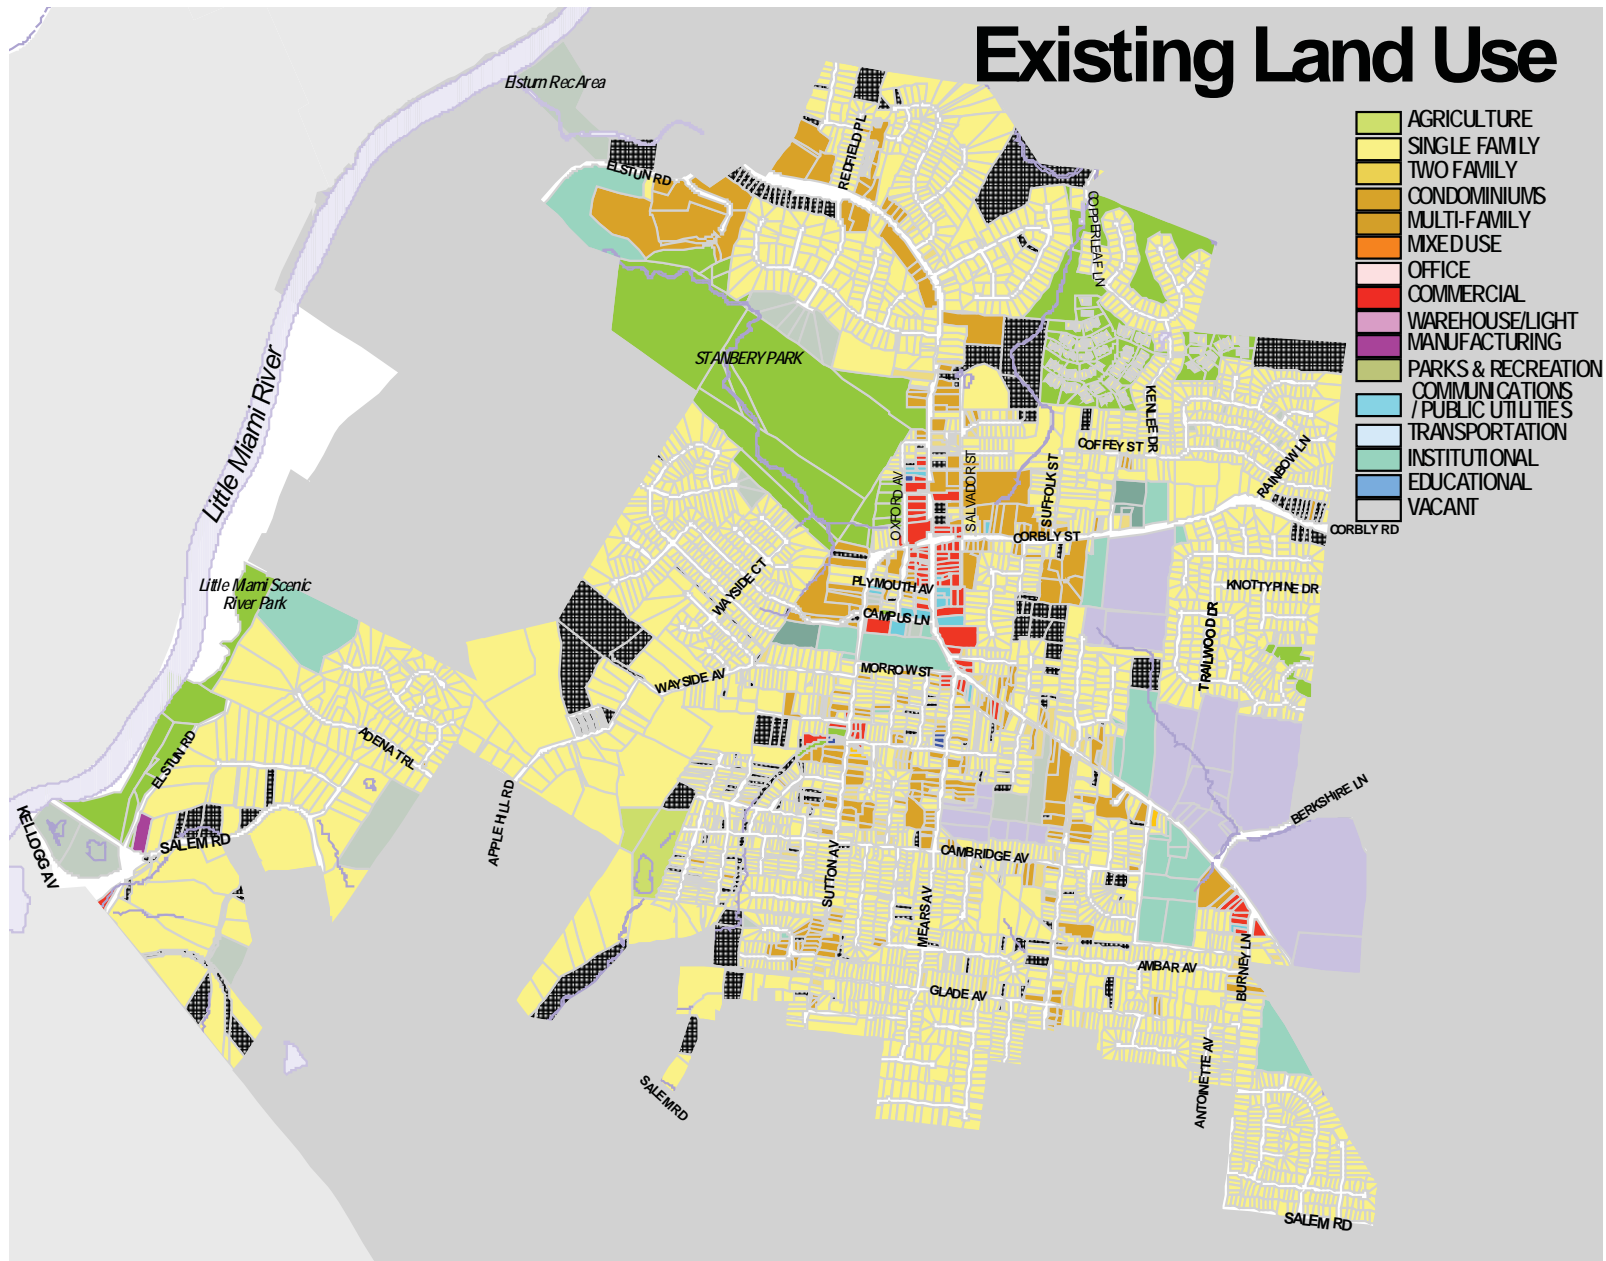 Existing Land Use
AGRICULTURE
SINGLE FAMILY
TWO FAMILY
CONDOMINIUMS
MULTI-FAMILY
MIXED USE
OFFICE
COMMERCIAL
WAREHOUSE/LIGHT
MANUFACTURING
PARKS & RECREATION
COMMUNICATIONS
/ PUBLIC UTILITIES
TRANSPORTATION
INSTITUTIONAL
EDUCATIONAL
VACANT
Elstum Rec Area
ELSTUN RD
REDFIELD PL
COPPERLEAF LN
STANBERY PARK
Little Miami River
KENLEE DR
COFFEY ST
RAINBOW LN
OXFORD AV
SALVADOR ST
SUFFOLK ST
CORBLY ST
CORBLY RD
Little Mami Scenic
River Park
WAYSIDE CT
PLYMOUTH AV
CAMPUS LN
KNOTTYPINE DR
TRAILWOOD DR
MORROW ST
WAYSIDE AV
ADENA TRL
ELSTUN RD
BERKSHIRE LN
KELLOGG AV
SALEM RD
APPLE HILL RD
CAMBRIDGE AV
SUTTON AV
MEARS AV
AMBAR AV
BURNEY LN
GLADE AV
ANTOINETTE AV
SALEM RD
SALEM RD